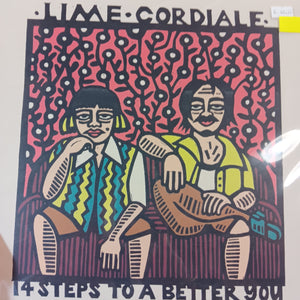 ·LIME·CORDIALE·
14 STEPS TO A BETTER YOU